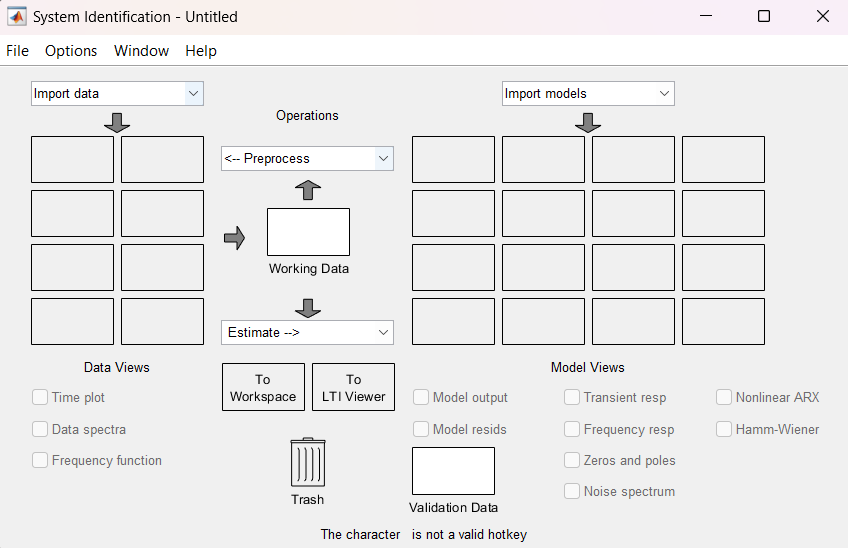 System Identification - Untitled
File Options Window Help
Import data
Import models
Operations
<-- Preprocess
Working Data
Estimate -->
Data Views
Model Views
To
Workspace
To
LTI Viewer
Time plot
Data spectra
Frequency function
Model output
Model resids
Transient resp
Frequency resp
Zeros and poles
Noise spectrum
Nonlinear ARX
Hamm-Wiener
Trash
Validation Data
The character   is not a valid hotkey